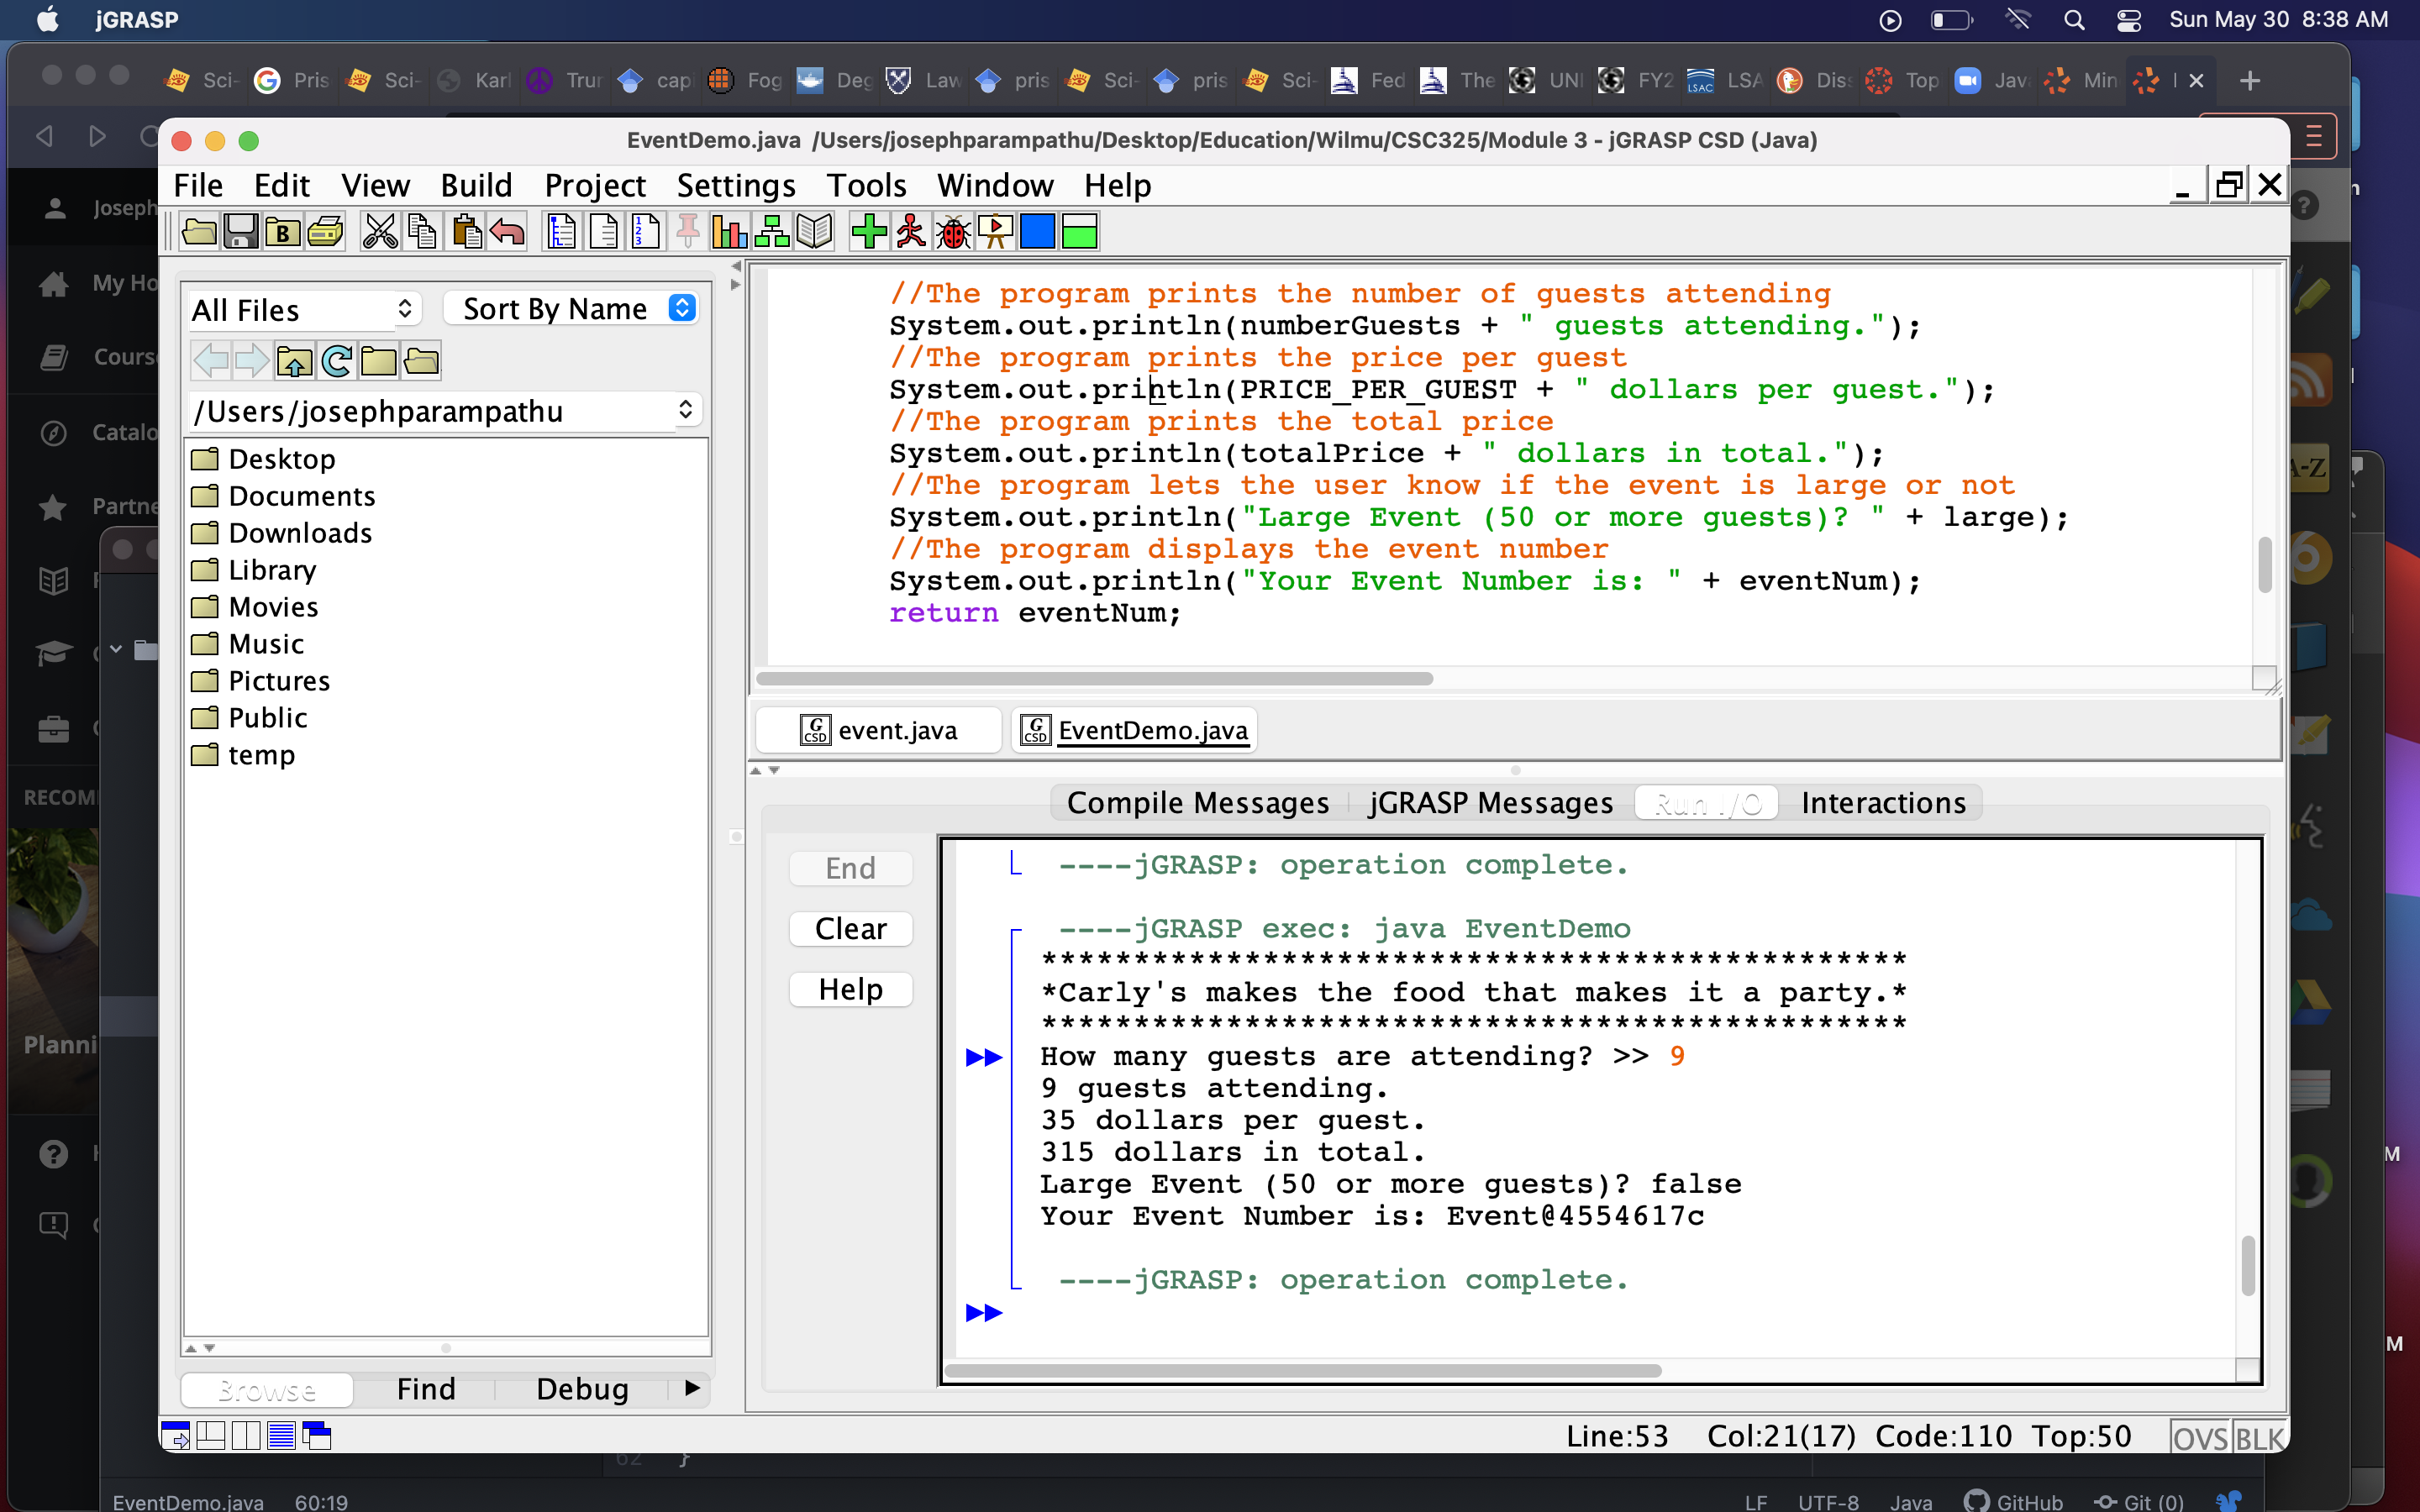 jGRASP Sun May 30 8:38 AM
Sci- Pris Sci- Karl Trur capi Fog Deg Law pris Sci- pris Sci- Fed The UNI FY2 LSA Diss Top Java Min
EventDemo.java /Users/josephparampathu/Desktop/Education/Wilmu/CSC325/Module 3 - jGRASP CSD (Java)
File Edit View Build Project Settings Tools Window Help
Joseph
My Ho
Cours
Catalo
Partne
RECOM
Planni
All Files Sort By Name
/Users/josephparampathu
Desktop
Documents
Downloads
Library
Movies
Music
Pictures
Public
temp
Browse Find Debug
//The program prints the number of guests attending
System.out.println(numberGuests + " guests attending.");
//The program prints the price per guest
System.out.println(PRICE_PER_GUEST + " dollars per guest.");
//The program prints the total price
System.out.println(totalPrice + " dollars in total.");
//The program lets the user know if the event is large or not
System.out.println("Large Event (50 or more guests)? " + large);
//The program displays the event number
System.out.println("Your Event Number is: " + eventNum);
return eventNum;
event.java EventDemo.java
Compile Messages jGRASP Messages Run I/O Interactions
End
Clear
Help
----jGRASP: operation complete.
----jGRASP exec: java EventDemo
***********************************************
*Carly's makes the food that makes it a party.*
***********************************************
How many guests are attending? >> 9
9 guests attending.
35 dollars per guest.
315 dollars in total.
Large Event (50 or more guests)? false
Your Event Number is: Event@4554617c
----jGRASP: operation complete.
Line:53 Col:21(17) Code:110 Top:50 OVS BLK
62 }
EventDemo.java 60:19 LF UTF-8 Java GitHub Git (0)
A-Z